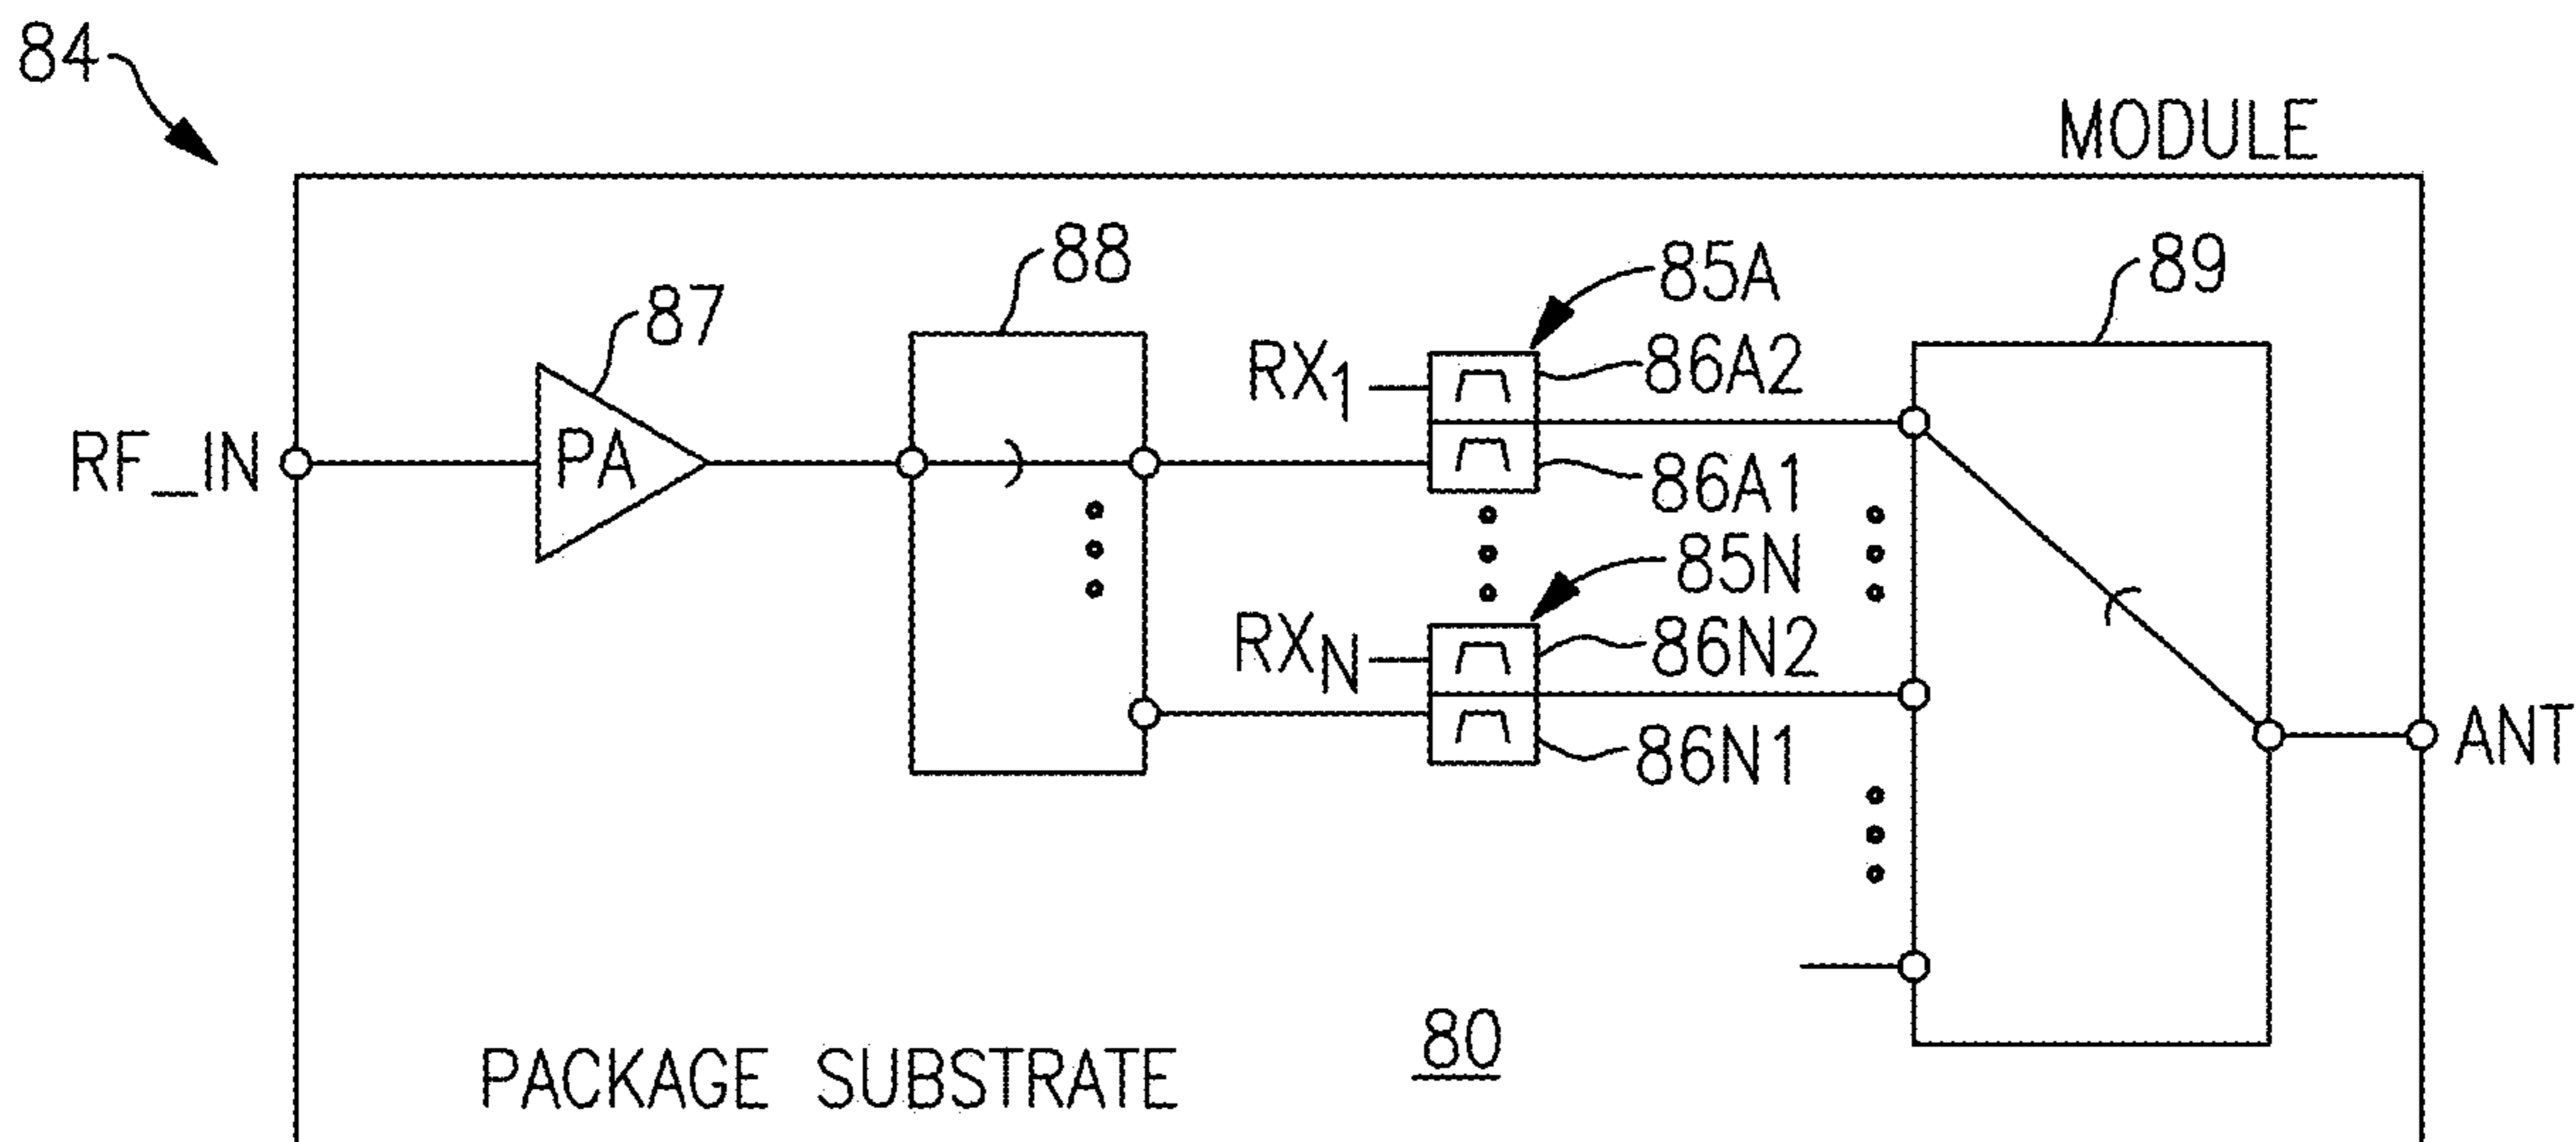 84
MODULE
88
89
85A
87
RX1
86A2
RF_IN
PA
86A1
85N
RXN
86N2
ANT
86N1
80
PACKAGE SUBSTRATE